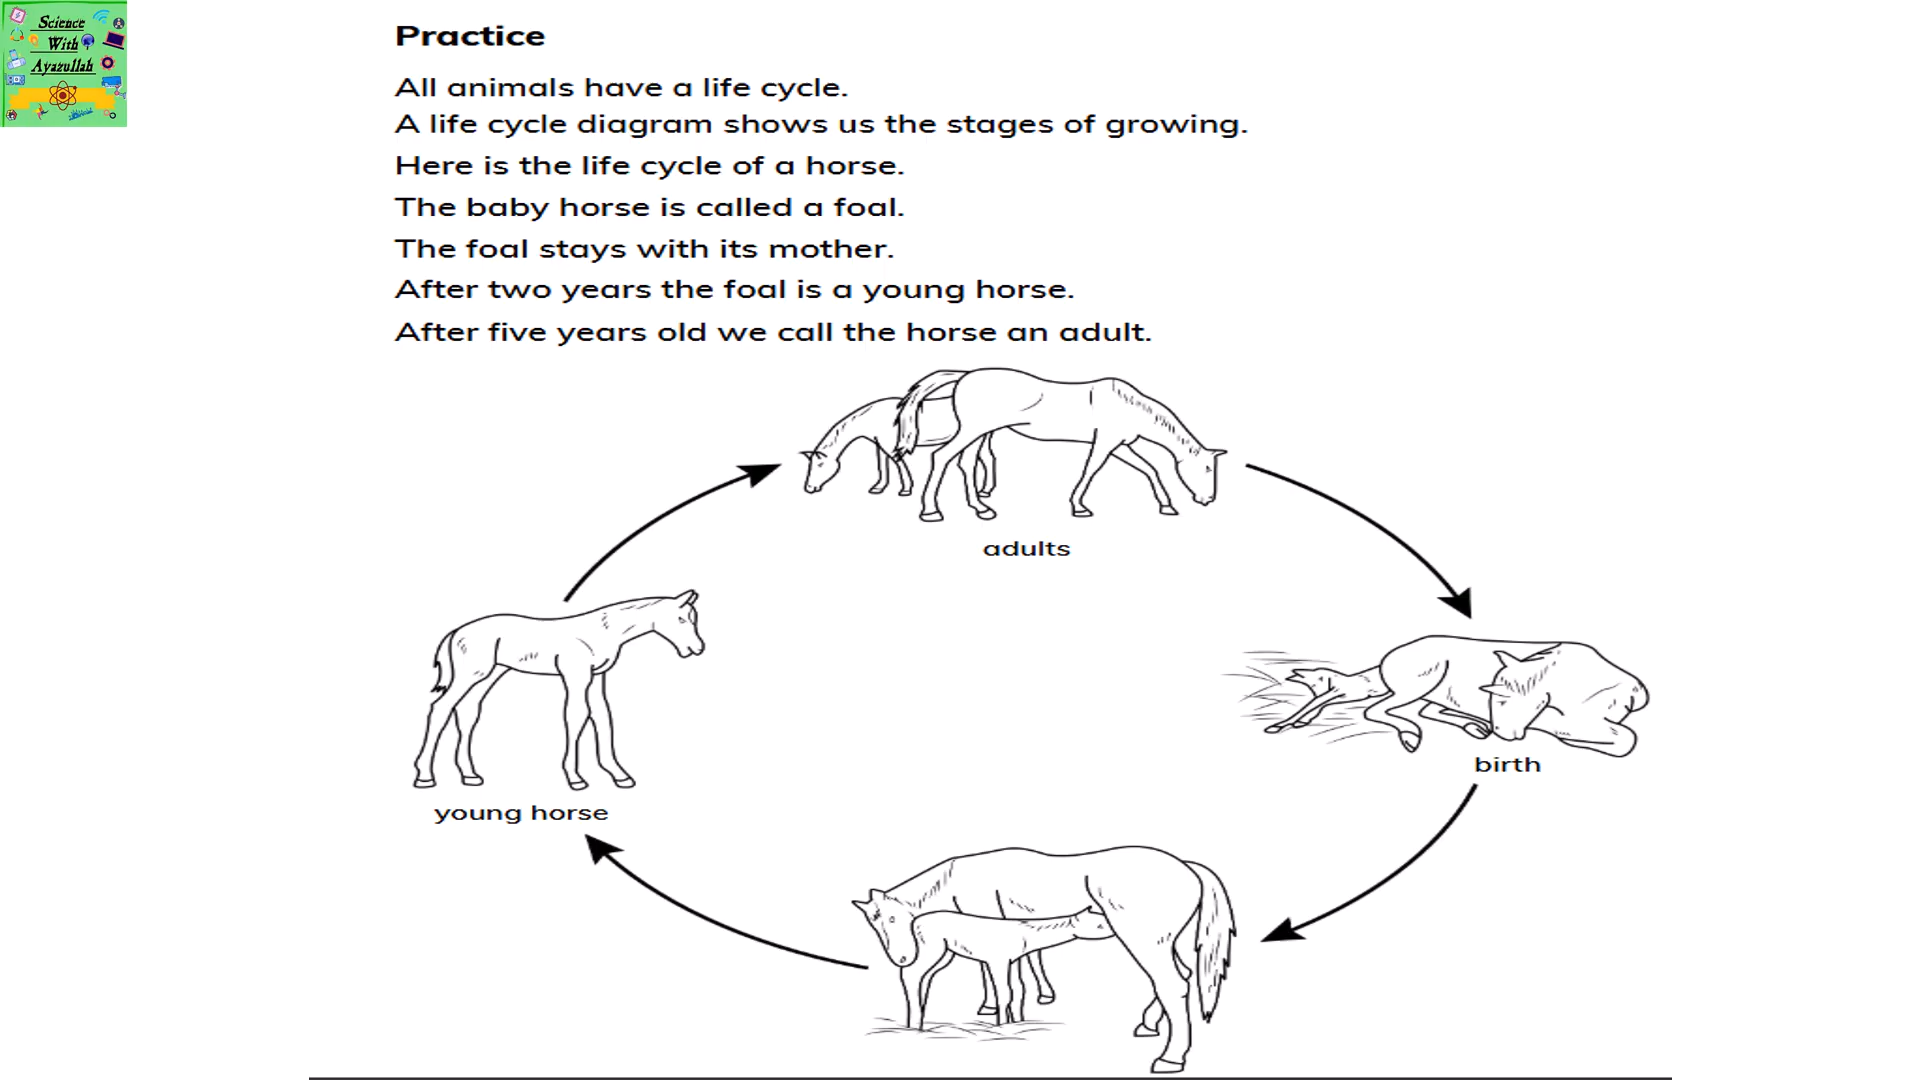 Science
With
Ayazullah
Practice
All animals have a life cycle.
A life cycle diagram shows us the stages of growing.
Here is the life cycle of a horse.
The baby horse is called a foal.
The foal stays with its mother.
After two years the foal is a young horse.
After five years old we call the horse an adult.
adults
birth
young horse